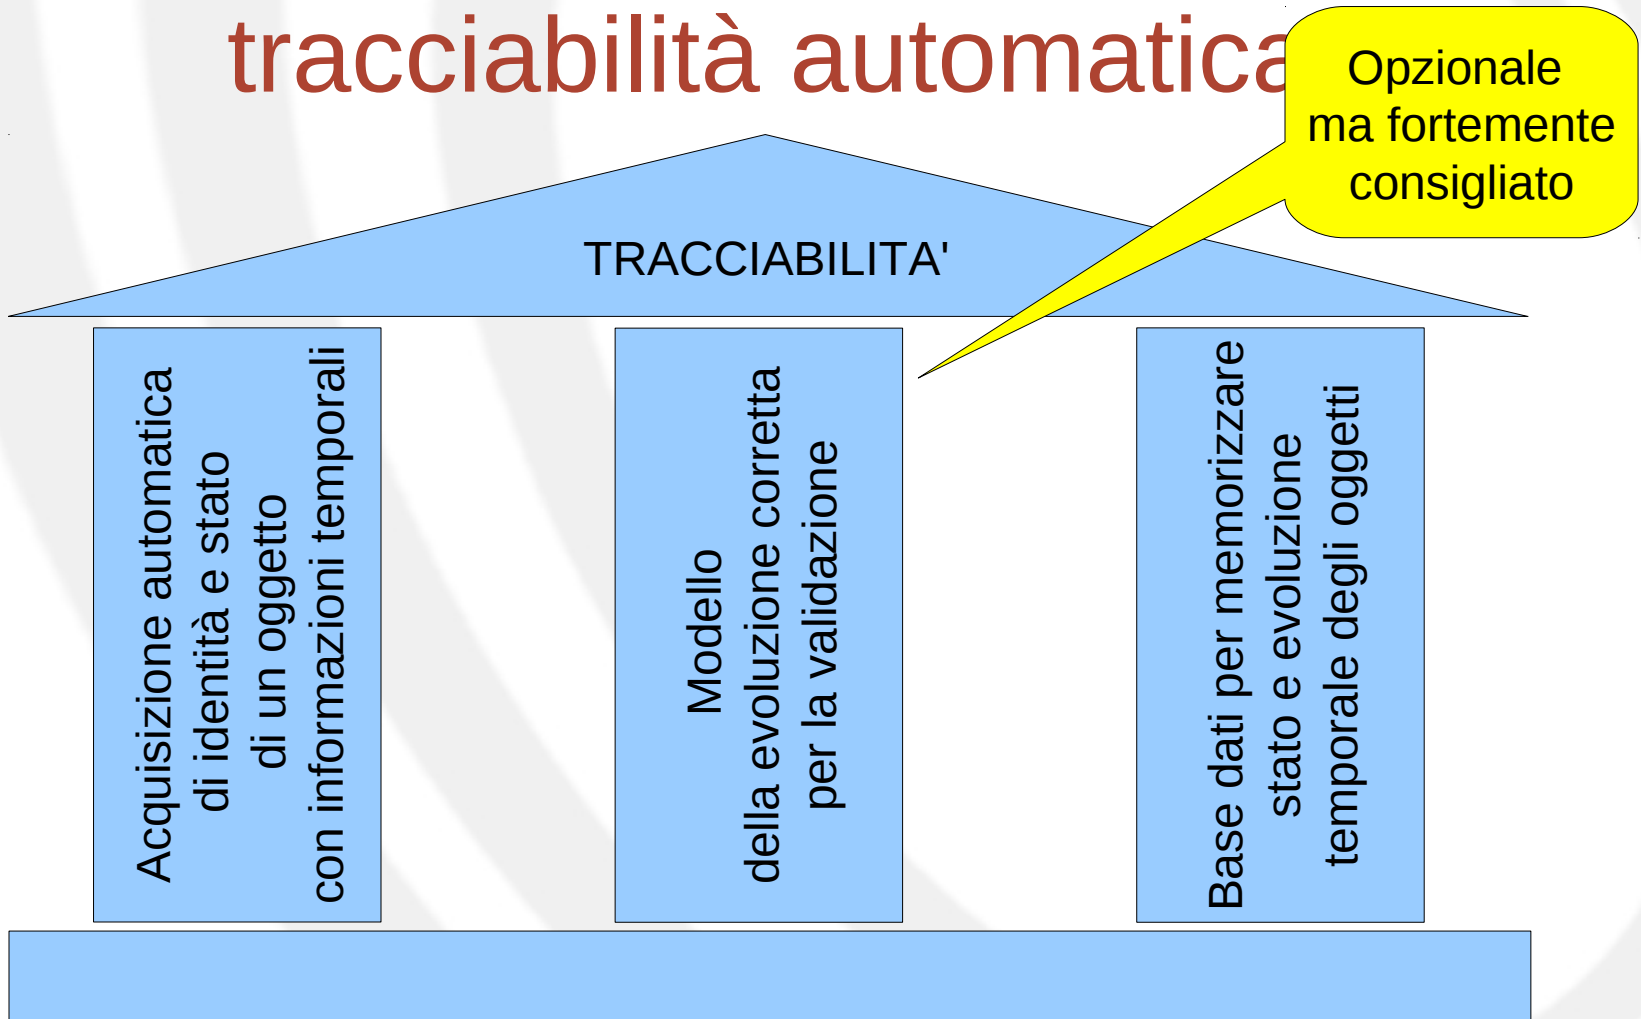 tracciabilità automatica
Opzionale
ma fortemente
consigliato
TRACCIABILITA'
Acquisizione automatica
di identità e stato
di un oggetto
con informazioni temporali
Modello
della evoluzione corretta
per la validazione
Base dati per memorizzare
stato e evoluzione
temporale degli oggetti